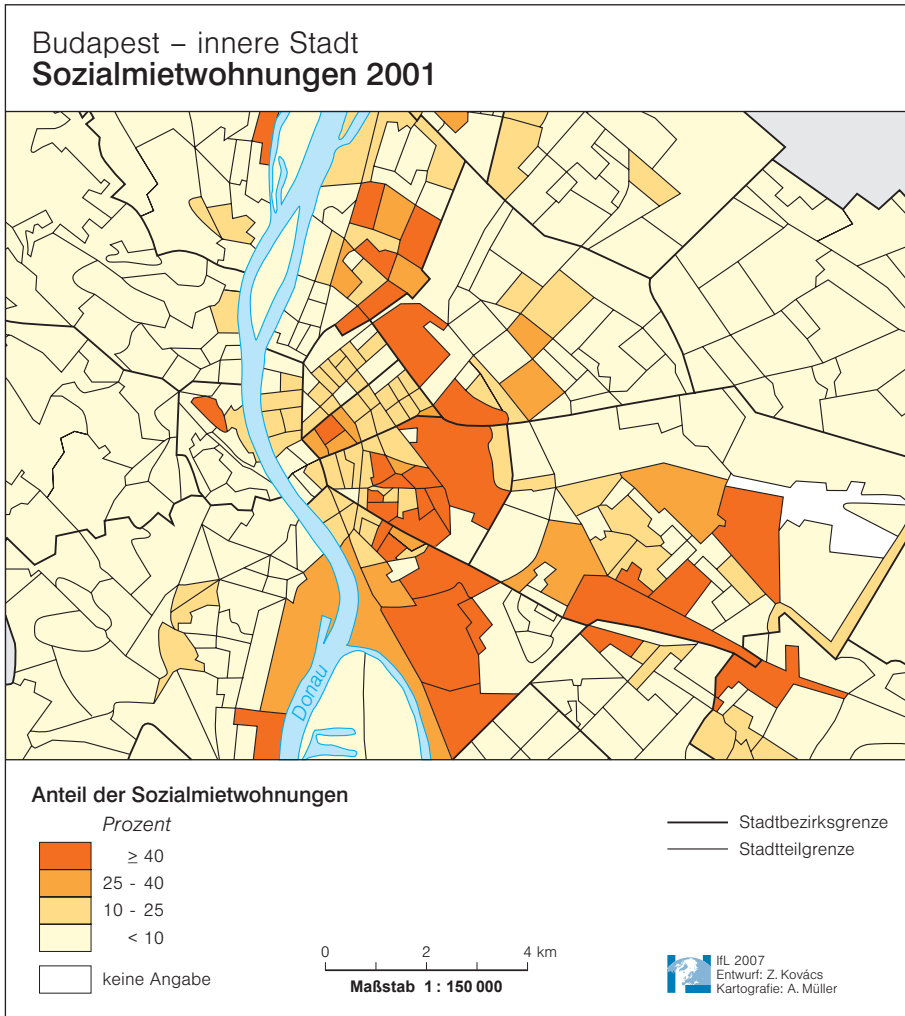 Budapest – innere Stadt
Sozialmietwohnungen 2001
Donau
Anteil der Sozialmietwohnungen
Prozent
≥ 40
25 - 40
10 - 25
< 10
keine Angabe
0 2 4 km
Maßstab 1 : 150 000
Stadtbezirksgrenze
Stadtteilgrenze
IfL 2007
Entwurf: Z. Kovács
Kartografie: A. Müller